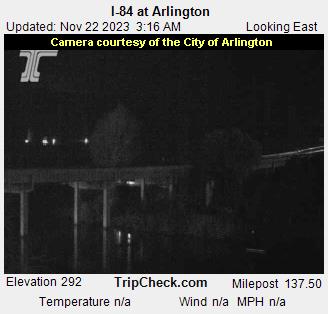 I-84 at Arlington
Updated: Nov 22 2023 3:16 AM Looking East
Camera courtesy of the City of Arlington
Elevation 292 TripCheck.com Milepost 137.50
Temperature n/a Wind n/a MPH n/a